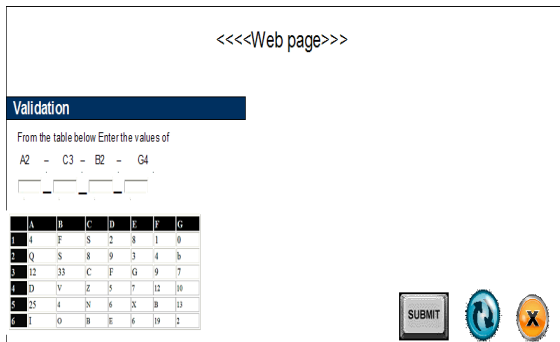 <<<<Web page>>>
Validation
From the table below Enter the values of
A2 – C3 – B2 – G4
A B C D E F G
1 4 F S 2 8 1 0
2 Q S 8 9 3 4 b
3 12 33 C F G 9 7
4 D V Z 5 7 12 10
5 25 4 N 6 X B 13
6 I O B E 6 19 2
SUBMIT
X